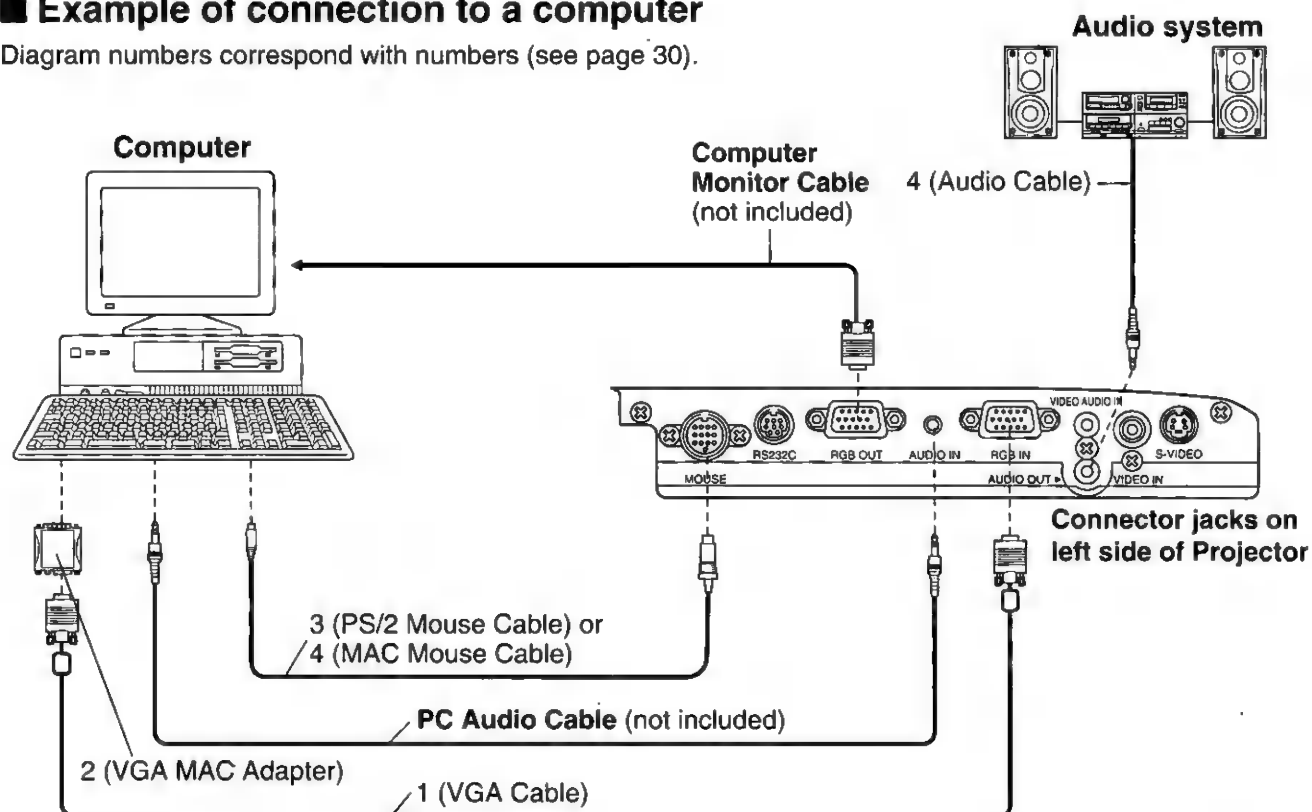 ■ Example of connection to a computer
Diagram numbers correspond with numbers (see page 30).
Audio system
Computer
Computer
Monitor Cable
(not included)
4 (Audio Cable)
VIDEO AUDIO IN
RS232C
RGB OUT
AUDIO IN
RGB IN
S-VIDEO
MOUSE
AUDIO OUT ▶
VIDEO IN
Connector jacks on
left side of Projector
3 (PS/2 Mouse Cable) or
4 (MAC Mouse Cable)
PC Audio Cable (not included)
2 (VGA MAC Adapter)
1 (VGA Cable)